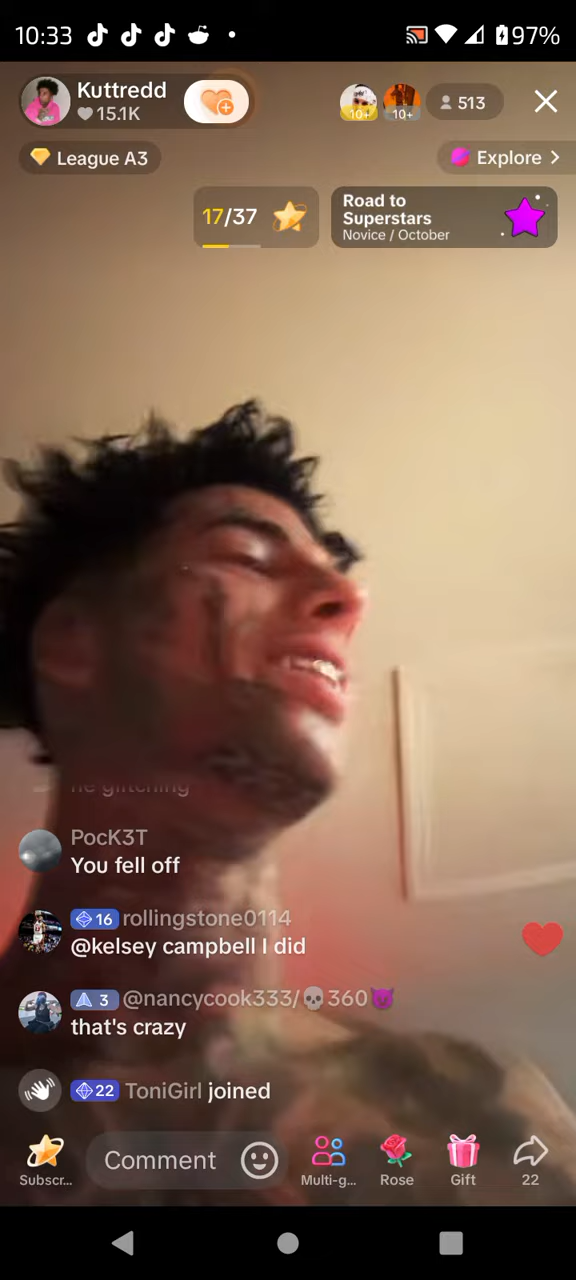 10:33
97%
Kuttredd
15.1K
10+
10+
513
League A3
Explore
17/37
Road to
Superstars
Novice / October
he glitching
PocK3T
You fell off
16 rollingstone0114
@kelsey campbell I did
3 @nancycook333/💀360😈
that's crazy
22 ToniGirl joined
Comment
Subscr...
Multi-g...
Rose
Gift
22